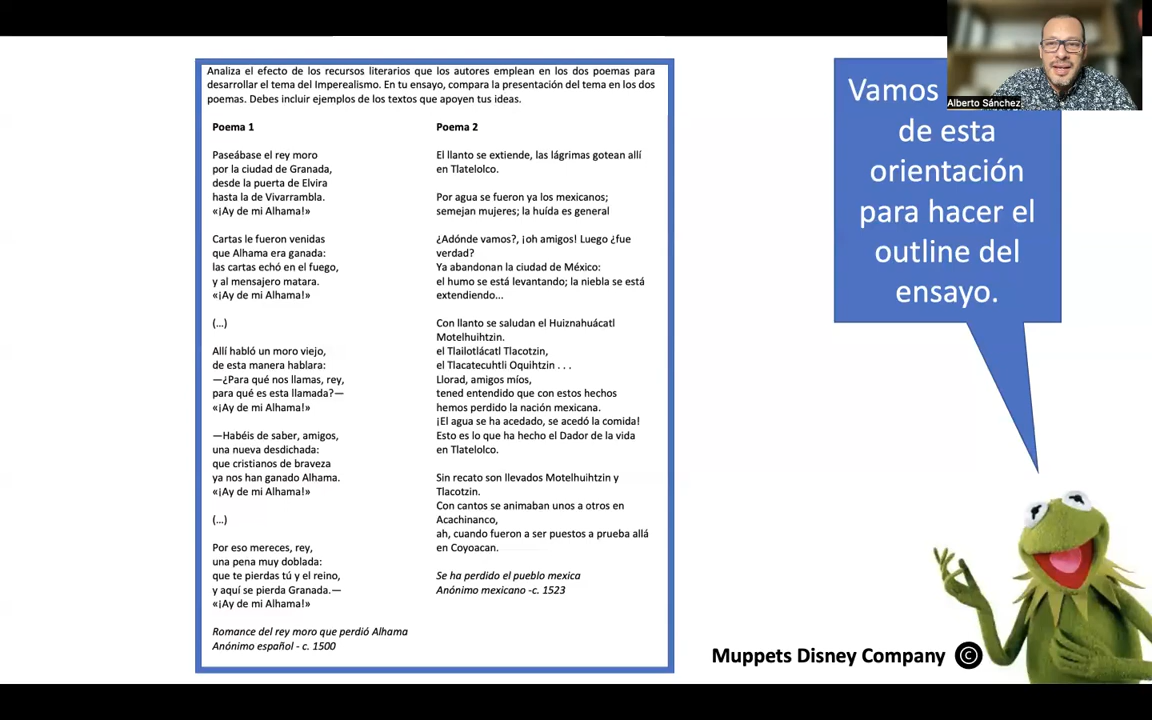 Analiza el efecto de los recursos literarios que los autores emplean en los dos poemas para
desarrollar el tema del Imperealismo. En tu ensayo, compara la presentación del tema en los dos
poemas. Debes incluir ejemplos de los textos que apoyen tus ideas.
Poema 1
Paseábase el rey moro
por la ciudad de Granada,
desde la puerta de Elvira
hasta la de Vivarrambla.
«¡Ay de mi Alhama!»
Cartas le fueron venidas
que Alhama era ganada:
las cartas echó en el fuego,
y al mensajero matara.
«¡Ay de mi Alhama!»
(…)
Allí habló un moro viejo,
de esta manera hablara:
—¿Para qué nos llamas, rey,
para qué es esta llamada?—
«¡Ay de mi Alhama!»
—Habéis de saber, amigos,
una nueva desdichada:
que cristianos de braveza
ya nos han ganado Alhama.
«¡Ay de mi Alhama!»
(…)
Por eso mereces, rey,
una pena muy doblada:
que te pierdas tú y el reino,
y aquí se pierda Granada.—
«¡Ay de mi Alhama!»
Romance del rey moro que perdió Alhama
Anónimo español - c. 1500
Poema 2
El llanto se extiende, las lágrimas gotean allí
en Tlatelolco.
Por agua se fueron ya los mexicanos;
semejan mujeres; la huída es general
¿Adónde vamos?, ¡oh amigos! Luego ¿fue
verdad?
Ya abandonan la ciudad de México:
el humo se está levantando; la niebla se está
extendiendo...
Con llanto se saludan el Huiznahuácatl
Motelhuihtzin.
el Tlailotlácatl Tlacotzin,
el Tlacatecuhtli Oquihtzin . . .
Llorad, amigos míos,
tened entendido que con estos hechos
hemos perdido la nación mexicana.
¡El agua se ha acedado, se acedó la comida!
Esto es lo que ha hecho el Dador de la vida
en Tlatelolco.
Sin recato son llevados Motelhuihtzin y
Tlacotzin.
Con cantos se animaban unos a otros en
Acachinanco,
ah, cuando fueron a ser puestos a prueba allá
en Coyoacan.
Se ha perdido el pueblo mexica
Anónimo mexicano -c. 1523
Vamos
de esta
orientación
para hacer el
outline del
ensayo.
Alberto Sánchez
Muppets Disney Company ©